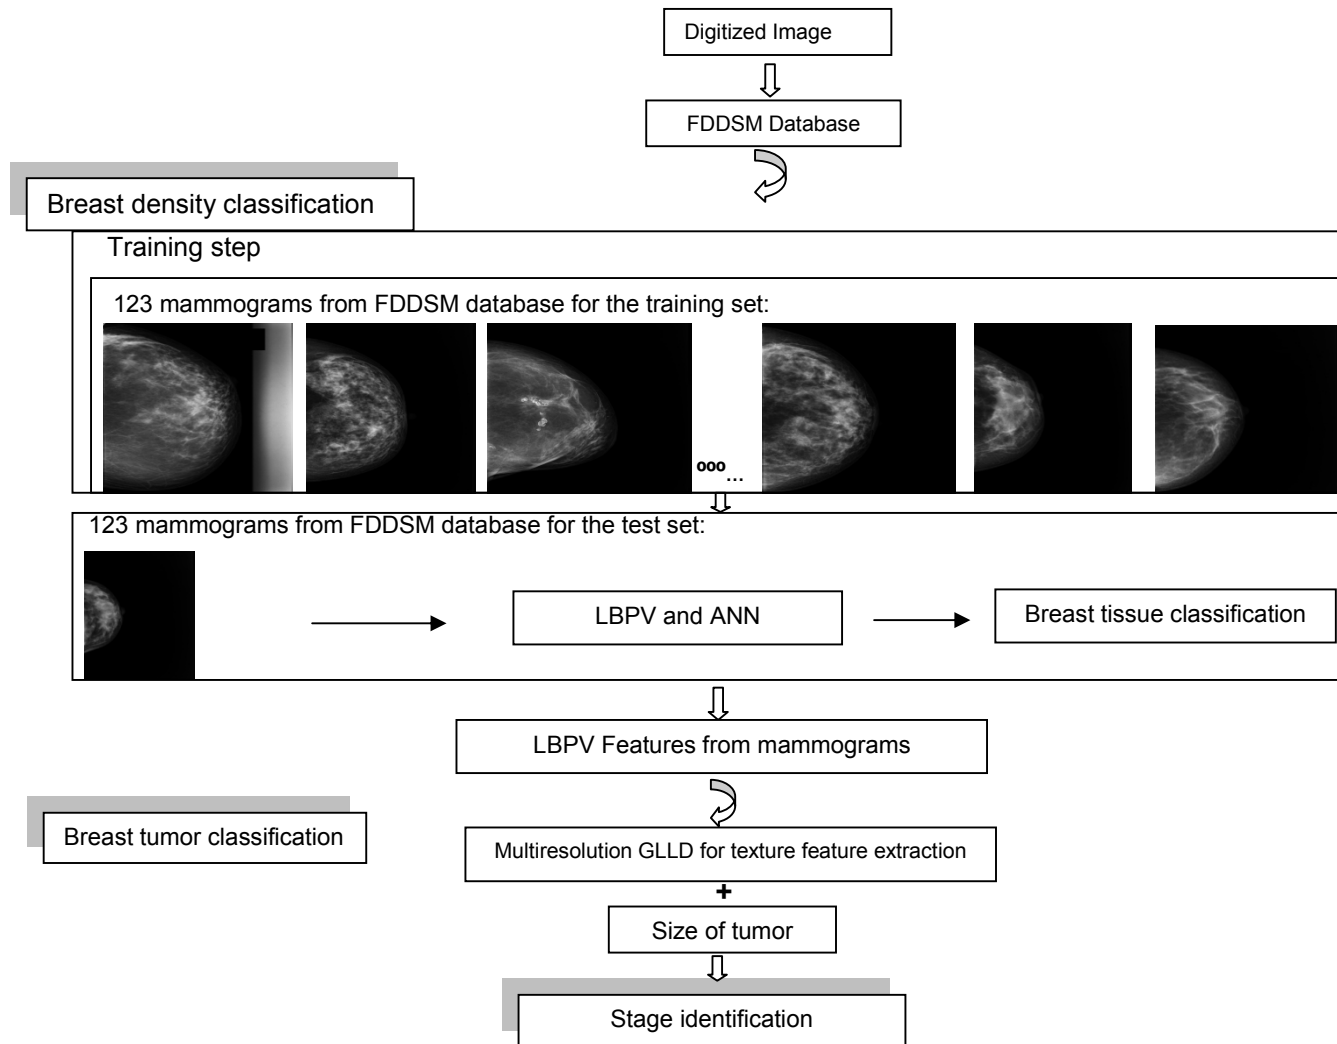 Digitized Image
FDDSM Database
Breast density classification
Training step
123 mammograms from FDDSM database for the training set:
ooo...
123 mammograms from FDDSM database for the test set:
LBPV and ANN
Breast tissue classification
LBPV Features from mammograms
Breast tumor classification
Multiresolution GLLD for texture feature extraction
+
Size of tumor
Stage identification